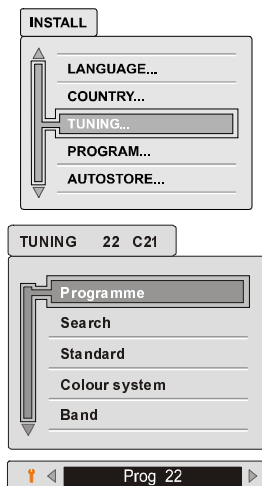 INSTALL
LANGUAGE...
COUNTRY...
TUNING...
PROGRAM...
AUTOSTORE...
TUNING 22 C21
Programme
Search
Standard
Colour system
Band
Prog 22